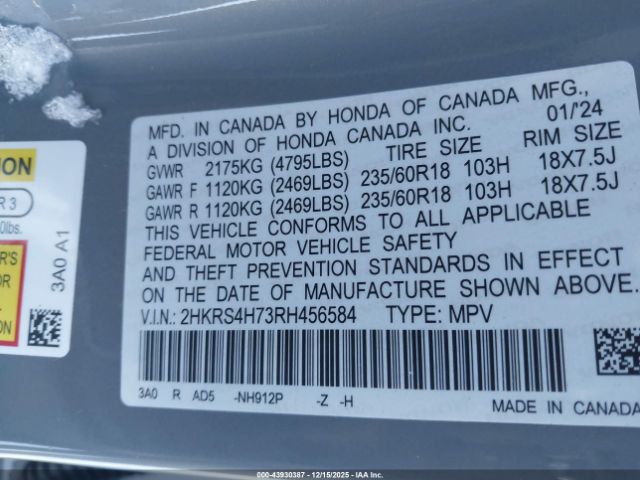 MFD. IN CANADA BY HONDA OF CANADA MFG.,
A DIVISION OF HONDA CANADA INC. 01/'24
GVWR 2175KG (4795LBS) TIRE SIZE RIM SIZE
GAWR F 1120KG (2469LBS) 235/60R18 103H 18X7.5J
GAWR R 1120KG (2469LBS) 235/60R18 103H 18X7.5J
THIS VEHICLE CONFORMS TO ALL APPLICABLE
FEDERAL MOTOR VEHICLE SAFETY
AND THEFT PREVENTION STANDARDS IN EFFECT
ON THE DATE OF MANUFACTURE SHOWN ABOVE.
V.I.N.: 2HKRS4H73RH456584 TYPE: MPV
3A0 R AD5 -NH912P -Z -H
MADE IN CANADA
3A0 A1
R 3
0lbs.
R'S
000-43930387 - 12/15/2025 - IAA, Inc.